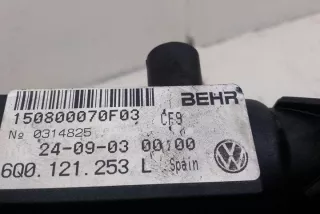 150800070F03 CF9 BEHR
No 0314825
24-09-03 00:00
6Q0.121.253 L Spain